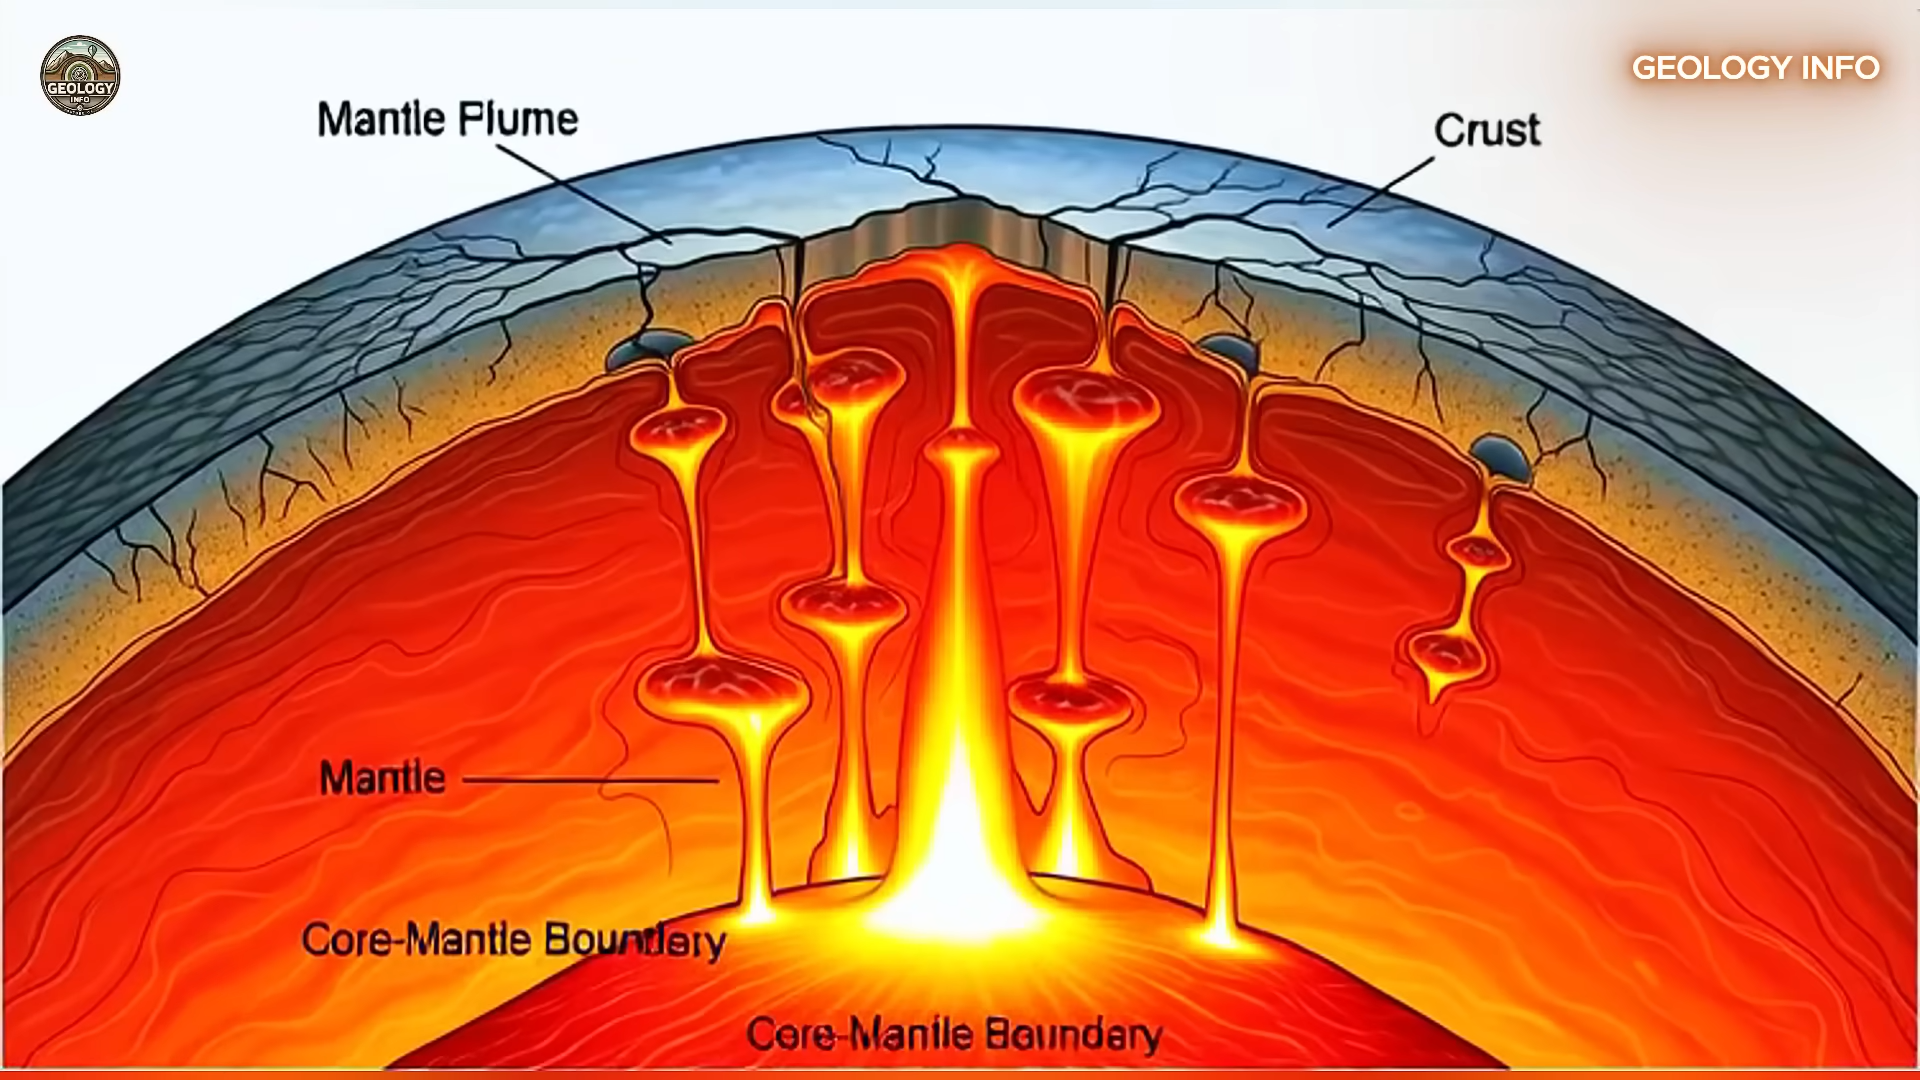 GEOLOGY
INFO
GEOLOGY INFO
Mantle Plume
Crust
Mantle
Core-Mantle Boundary
Core-Mantle Boundary